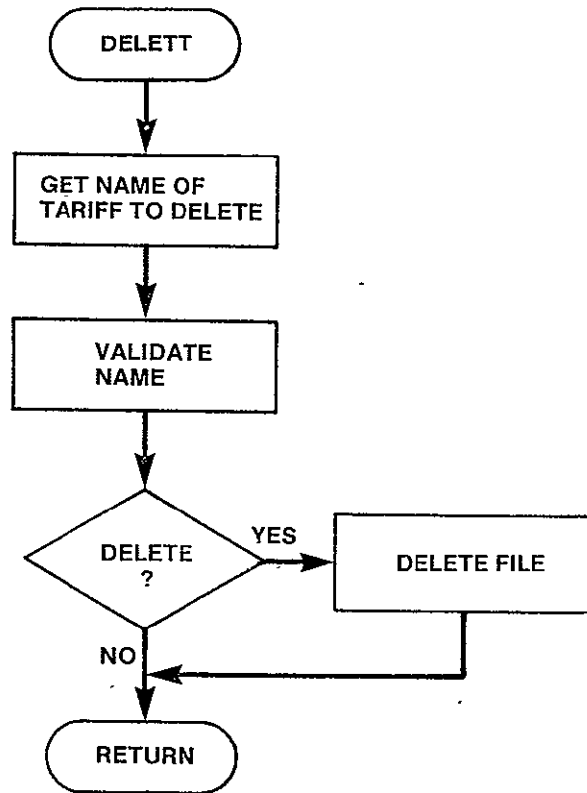 DELETT
GET NAME OF
TARIFF TO DELETE
VALIDATE
NAME
DELETE
?
YES
DELETE FILE
NO
RETURN